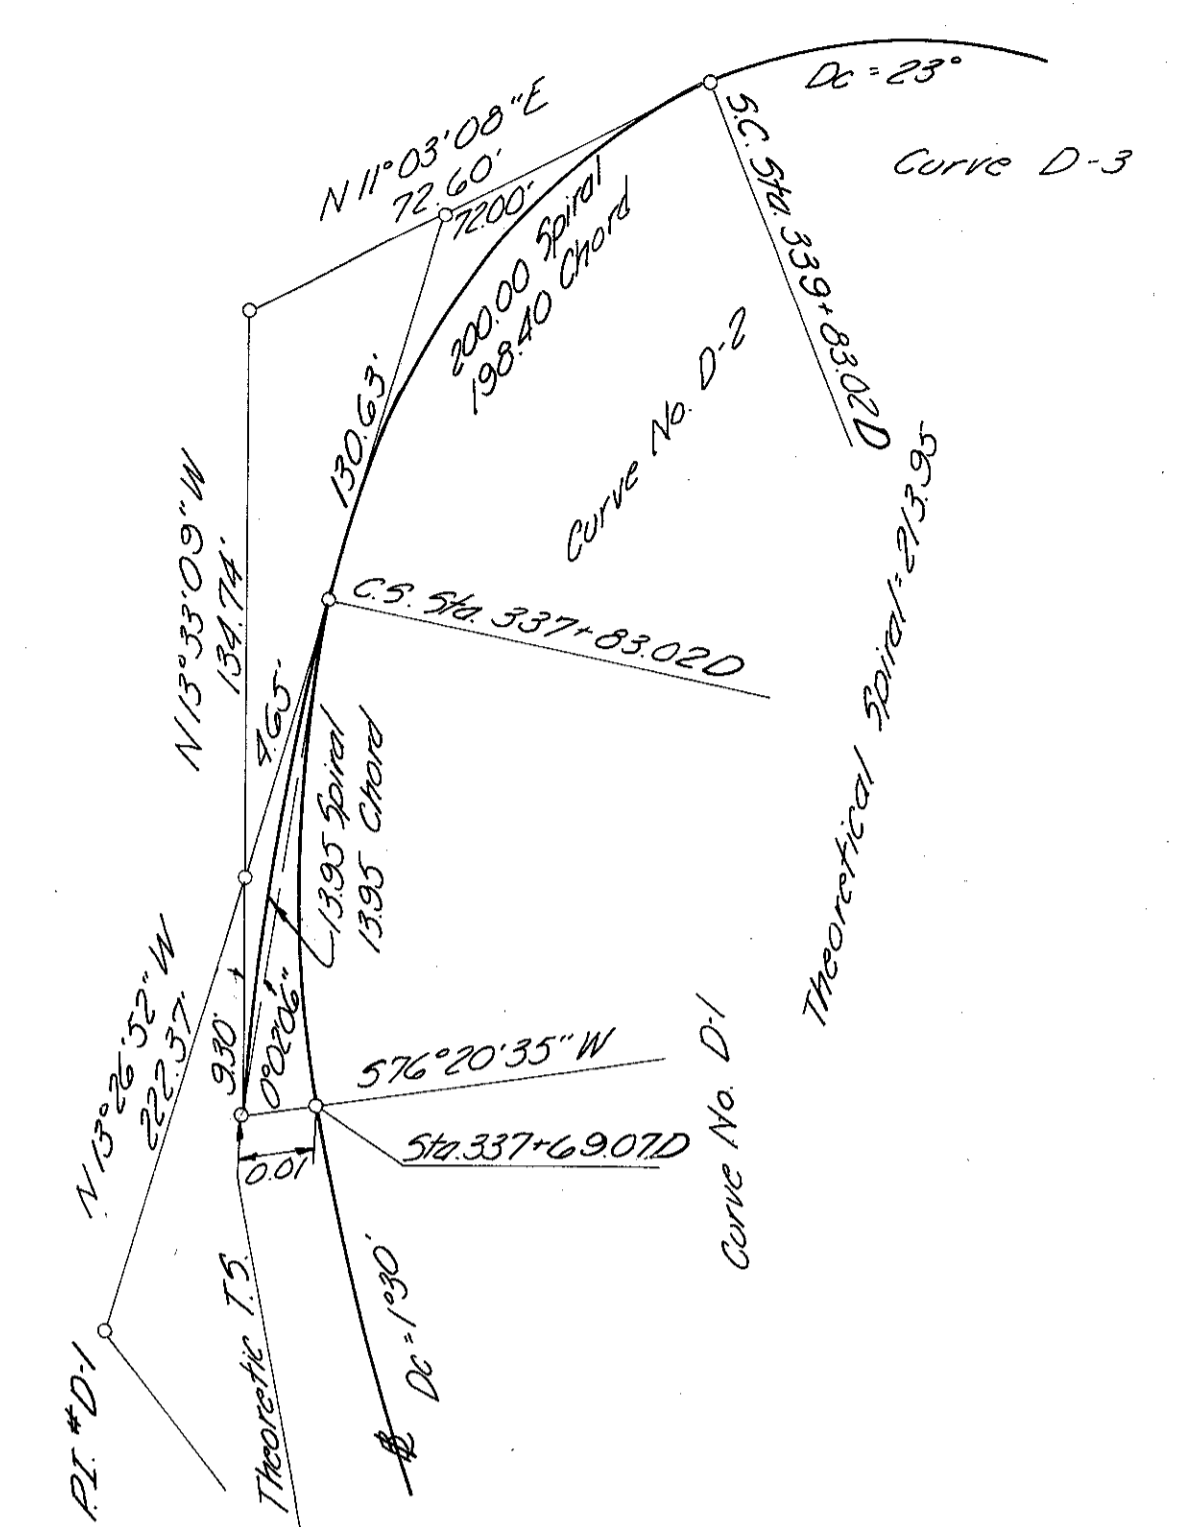 Dc = 23°
Curve D-3
N 11° 03' 08" E
72.60'
72.00'
S.C. Sta. 339+83.02 D
200.00 Spiral
198.40 Chord
Curve No. D-2
130.63'
N 13° 33' 09" W
134.74'
C.S. Sta. 337+83.02 D
Theoretical Spiral = 213.95
4.65'
13.95 Spiral
13.95 Chord
N 13° 26' 52" W
222.37'
9.30'
0°02'06"
S 76° 20' 35" W
Sta. 337+69.07 D
0.01
Curve No. D-1
Theoretic T.S.
Dc = 1°30'
P.I. # D-1